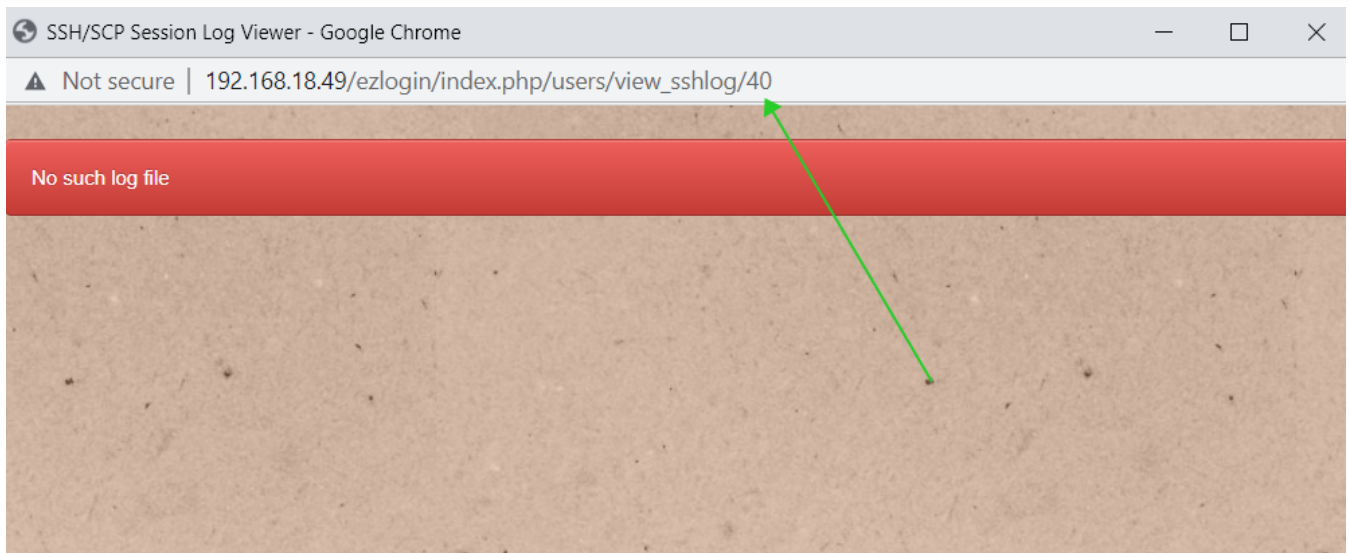 SSH/SCP Session Log Viewer - Google Chrome
Not secure | 192.168.18.49/ezlogin/index.php/users/view_sshlog/40
No such log file